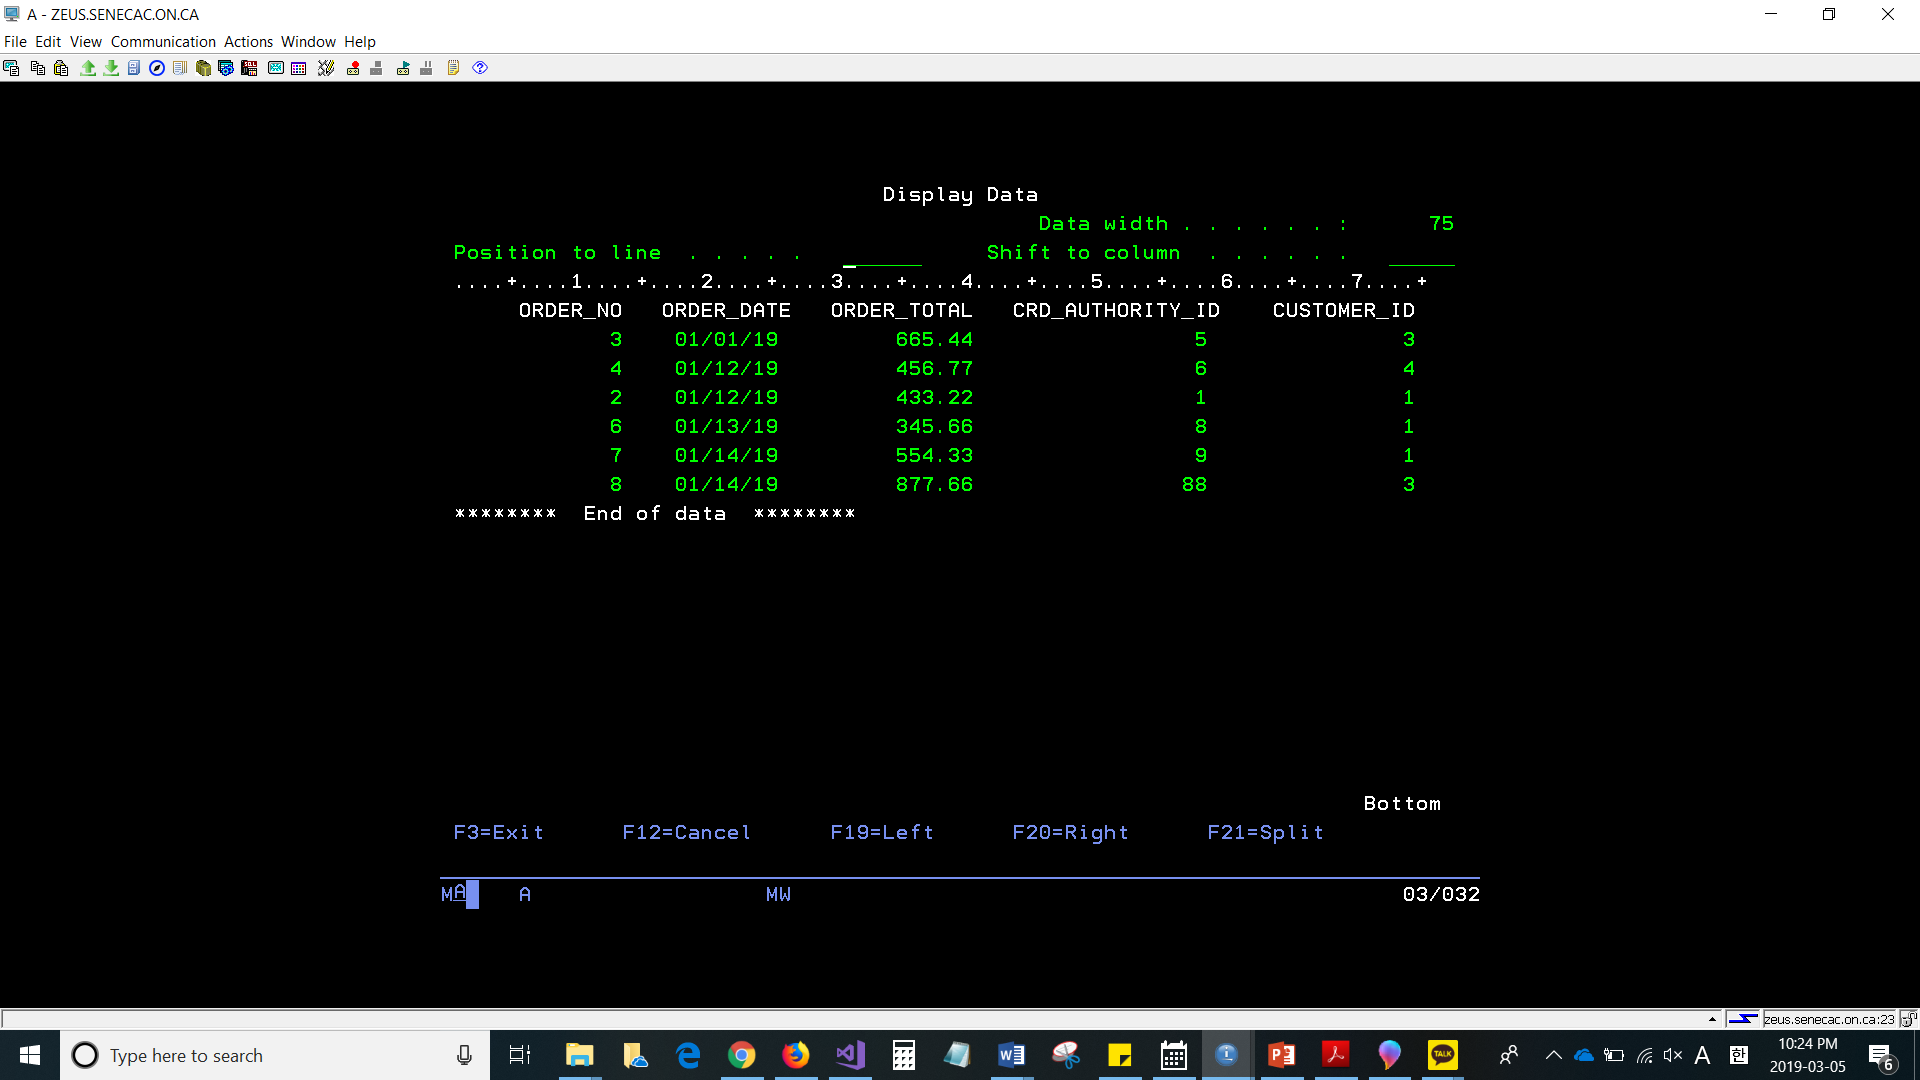 A - ZEUS.SENECAC.ON.CA
File Edit View Communication Actions Window Help
Display Data
Data width . . . . . . : 75
Position to line . . . . . Shift to column . . . . . .
....+....1....+....2....+....3....+....4....+....5....+....6....+....7....+
ORDER_NO ORDER_DATE ORDER_TOTAL CRD_AUTHORITY_ID CUSTOMER_ID
3 01/01/19 665.44 5 3
4 01/12/19 456.77 6 4
2 01/12/19 433.22 1 1
6 01/13/19 345.66 8 1
7 01/14/19 554.33 9 1
8 01/14/19 877.66 88 3
******** End of data ********
Bottom
F3=Exit F12=Cancel F19=Left F20=Right F21=Split
MA A MW 03/032
zeus.senecac.on.ca:23
Type here to search
TALK
A 한
10:24 PM
2019-03-05
6